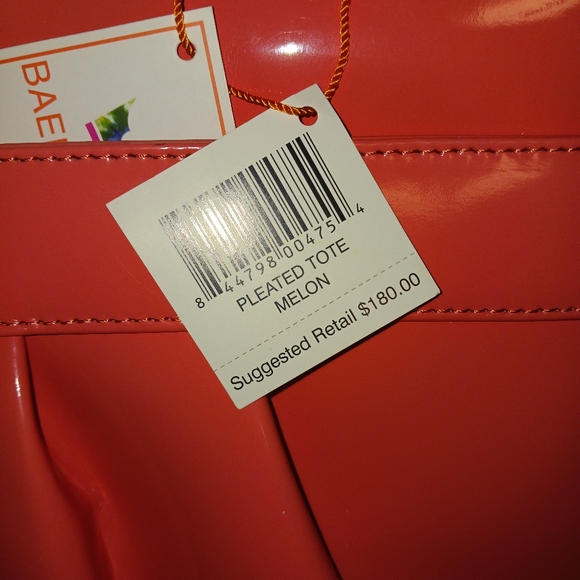 BAE
8 44798 00475 4
PLEATED TOTE
MELON
Suggested Retail $180.00